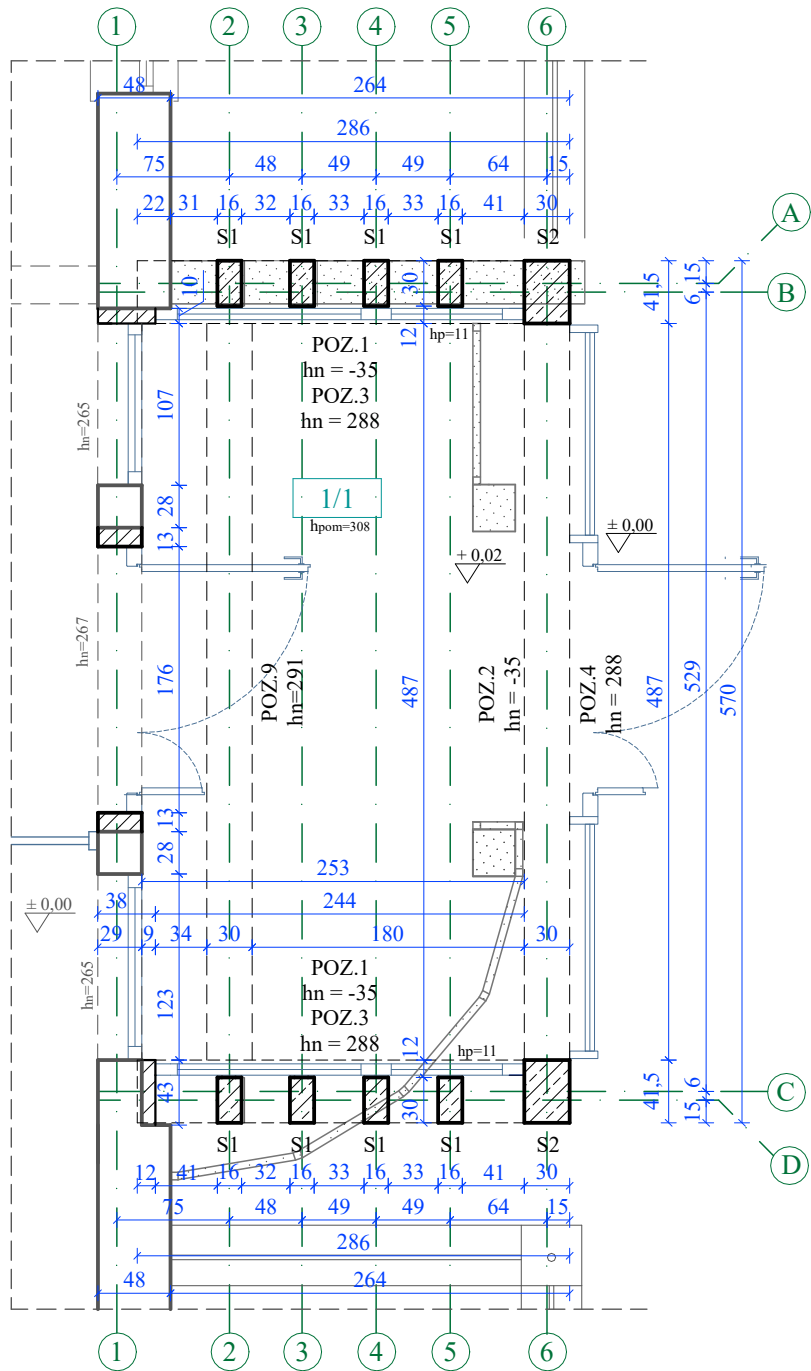 1 2 3 4 5 6
48 264
286
75 48 49 49 64 15
22 31 16 32 16 33 16 33 16 41 30
S1 S1 S1 S1 S2
A
B
10
30
12
41,5
15
6
POZ.1
hn = -35
POZ.3
hn = 288
hp=11
hn=265
107
28
13
1/1
hpom=308
± 0,00
+ 0,02
hn=267
176
POZ.9
hn=291
487
POZ.2
hn = -35
POZ.4
hn = 288
487
529
570
13
28
253
± 0,00
38 244
29 9 34 30 180 30
hn=265
123
POZ.1
hn = -35
POZ.3
hn = 288
hp=11
12
43
30
41,5
6
15
C
D
S1 S1 S1 S1 S2
12 41 16 32 16 33 16 33 16 41 30
75 48 49 49 64 15
286
48 264
1 2 3 4 5 6